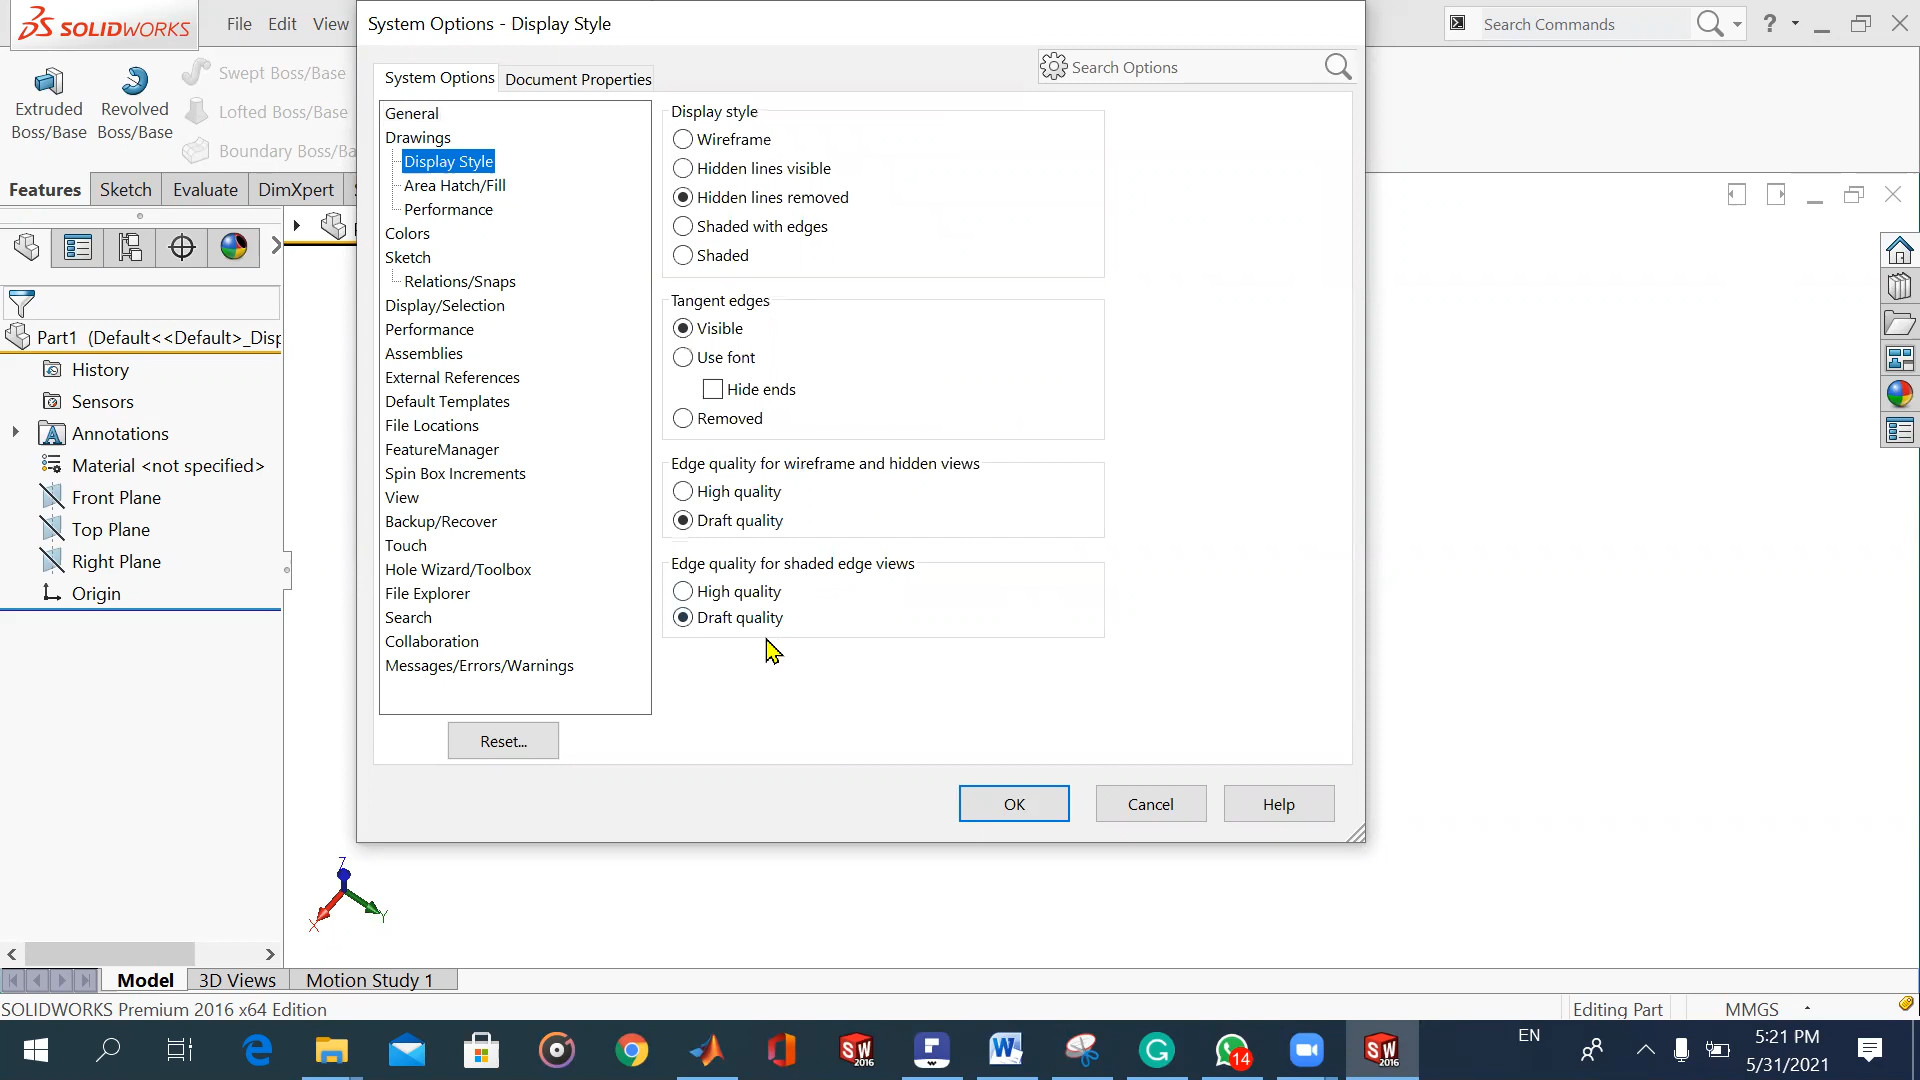 SOLIDWORKS
File Edit View
System Options - Display Style
Search Commands
?
System Options
Document Properties
Search Options
Extruded Boss/Base
Revolved Boss/Base
Swept Boss/Base
Lofted Boss/Base
Boundary Boss/Ba
Features Sketch Evaluate DimXpert
Part1 (Default<<Default>_Disp
History
Sensors
Annotations
Material <not specified>
Front Plane
Top Plane
Right Plane
Origin
General
Drawings
Display Style
Area Hatch/Fill
Performance
Colors
Sketch
Relations/Snaps
Display/Selection
Performance
Assemblies
External References
Default Templates
File Locations
FeatureManager
Spin Box Increments
View
Backup/Recover
Touch
Hole Wizard/Toolbox
File Explorer
Search
Collaboration
Messages/Errors/Warnings
Reset...
Display style
Wireframe
Hidden lines visible
Hidden lines removed
Shaded with edges
Shaded
Tangent edges
Visible
Use font
Hide ends
Removed
Edge quality for wireframe and hidden views
High quality
Draft quality
Edge quality for shaded edge views
High quality
Draft quality
OK Cancel Help
Z
X Y
Model 3D Views Motion Study 1
SOLIDWORKS Premium 2016 x64 Edition
Editing Part MMGS
SW 2016
14
SW 2016
EN
5:21 PM
5/31/2021